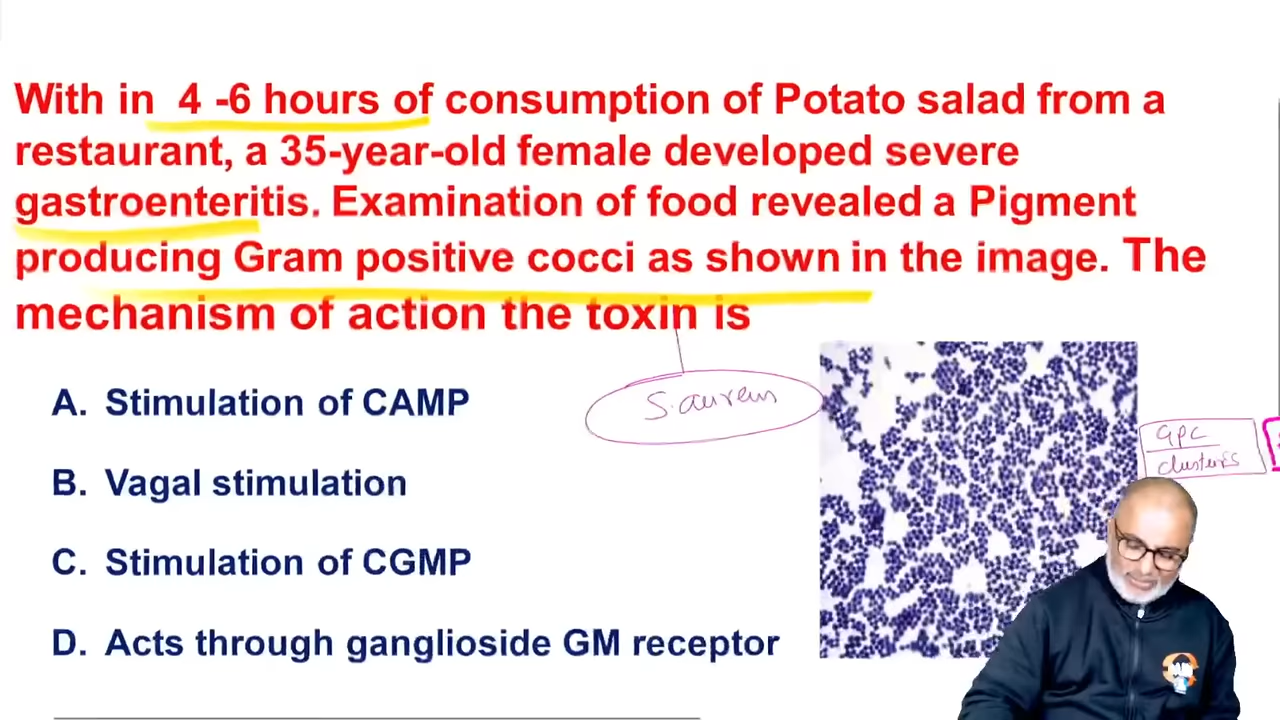 With in 4 -6 hours of consumption of Potato salad from a
restaurant, a 35-year-old female developed severe
gastroenteritis. Examination of food revealed a Pigment
producing Gram positive cocci as shown in the image. The
mechanism of action the toxin is
A. Stimulation of CAMP
S. aureus
GPC
clusters
B. Vagal stimulation
C. Stimulation of CGMP
D. Acts through ganglioside GM receptor